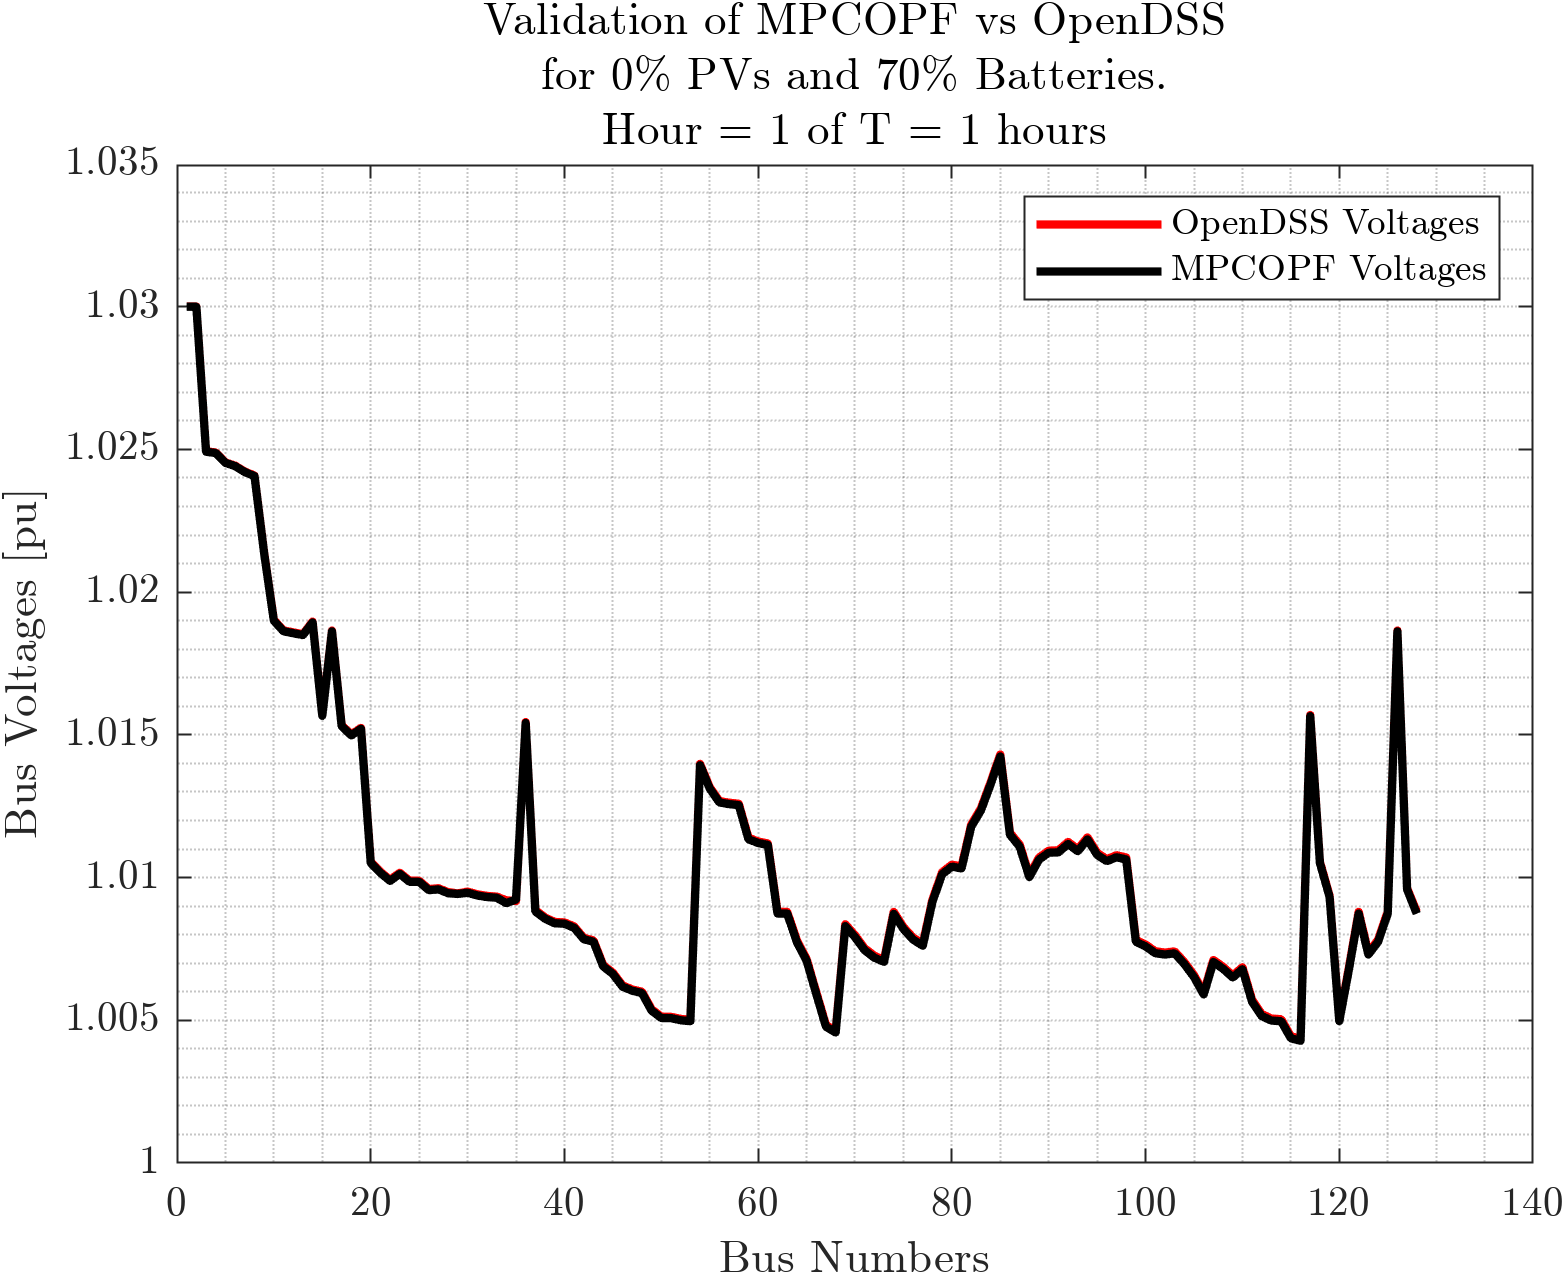 Validation of MPCOPF vs OpenDSS
for 0% PVs and 70% Batteries.
Hour = 1 of T = 1 hours
1.035
1.03
1.025
1.02
1.015
1.01
1.005
1
Bus Voltages [pu]
OpenDSS Voltages
MPCOPF Voltages
0 20 40 60 80 100 120 140
Bus Numbers